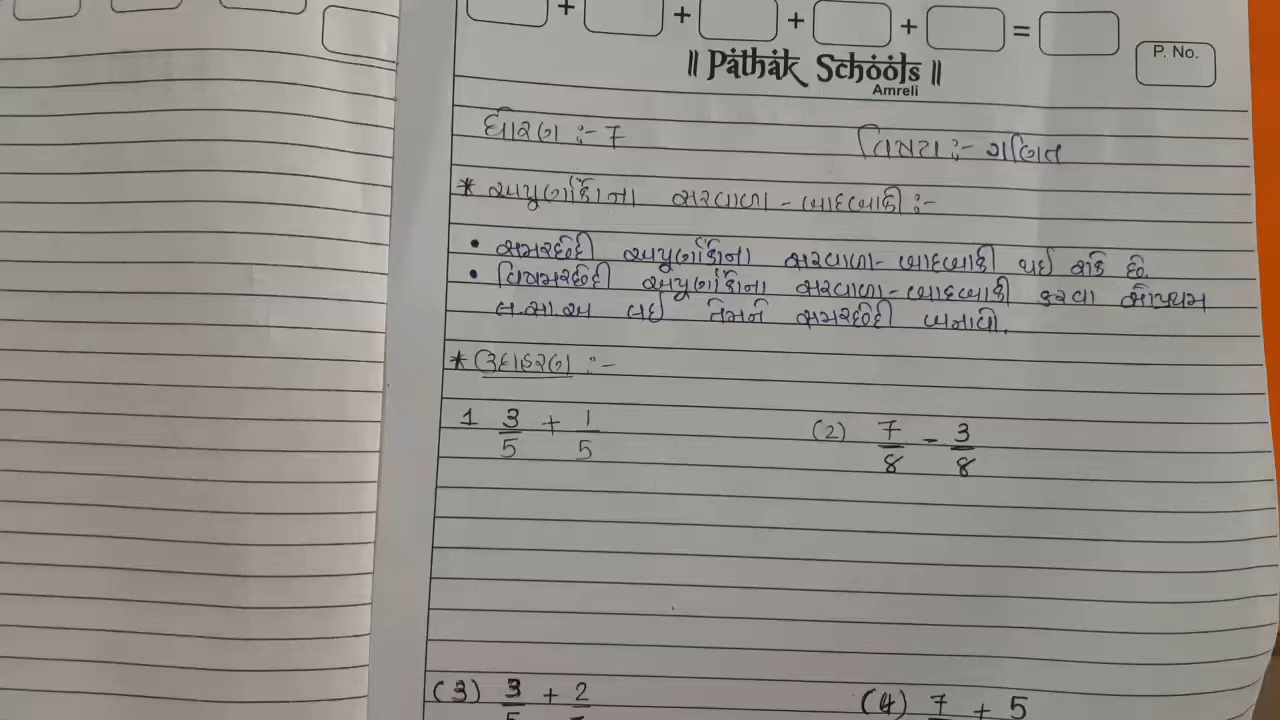 + + + + =
|| Pathak Schools ||
Amreli
P. No.
ધોરણ :- 7
વિષય :- ગણિત
* અપૂર્ણાંકોના સરવાળા - બાદબાકી :-
• સમચ્છેદી અપૂર્ણાંકોના સરવાળા - બાદબાકી થઈ શકે છે.
• વિષમચ્છેદી અપૂર્ણાંકોના સરવાળા - બાદબાકી કરવા સૌપ્રથમ
લ.સા.અ લઈ તેમને સમચ્છેદી બનાવો.
* ઉદાહરણ :-
1 3/5 + 1/5
(2) 7/8 - 3/8
(3) 3/5 + 2
(4) 7 + 5